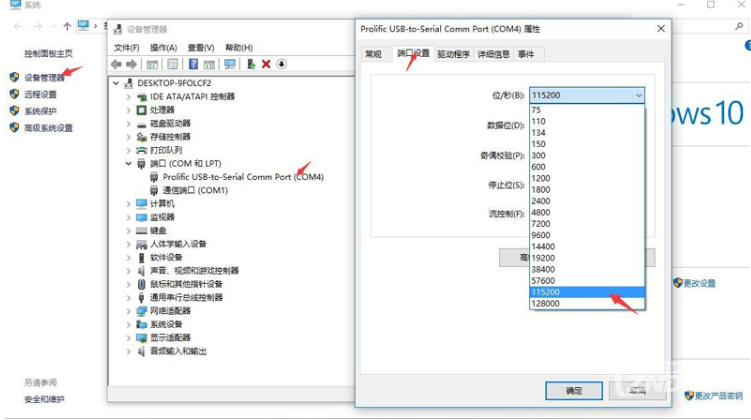 系统
控制面板主页
设备管理器
远程设置
系统保护
高级系统设置
另请参阅
安全和维护
设备管理器
文件(F) 操作(A) 查看(V) 帮助(H)
DESKTOP-9FOLCF2
IDE ATA/ATAPI 控制器
处理器
磁盘驱动器
存储控制器
打印队列
端口 (COM 和 LPT)
Prolific USB-to-Serial Comm Port (COM4)
通信端口 (COM1)
计算机
监视器
键盘
人体学输入设备
软件设备
声音、视频和游戏控制器
鼠标和其他指针设备
通用串行总线控制器
网络适配器
系统设备
显示适配器
音频输入和输出
Prolific USB-to-Serial Comm Port (COM4) 属性
常规 端口设置 驱动程序 详细信息 事件
位/秒(B): 115200
数据位(D):
奇偶校验(P):
停止位(S):
流控制(F):
75
110
134
150
300
600
1200
1800
2400
4800
7200
9600
14400
19200
38400
57600
115200
128000
高
确定
取消
ows 10
更改设置
更改产品密钥